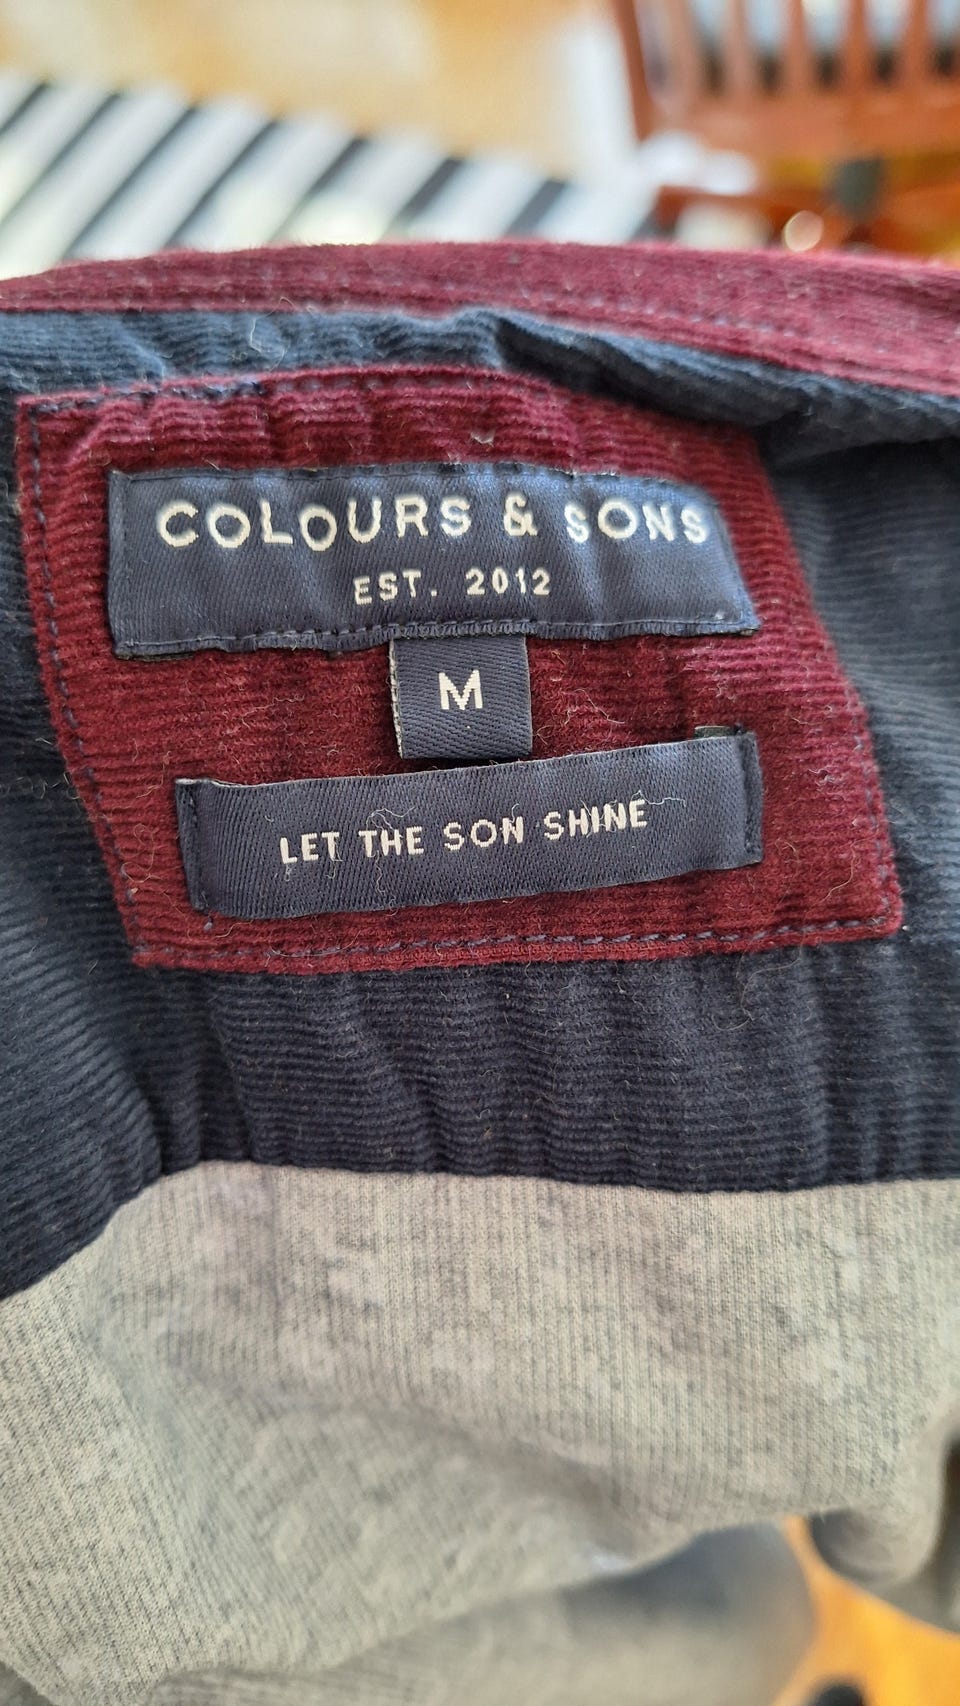 COLOURS & SONS
EST. 2012
M
LET THE SON SHINE